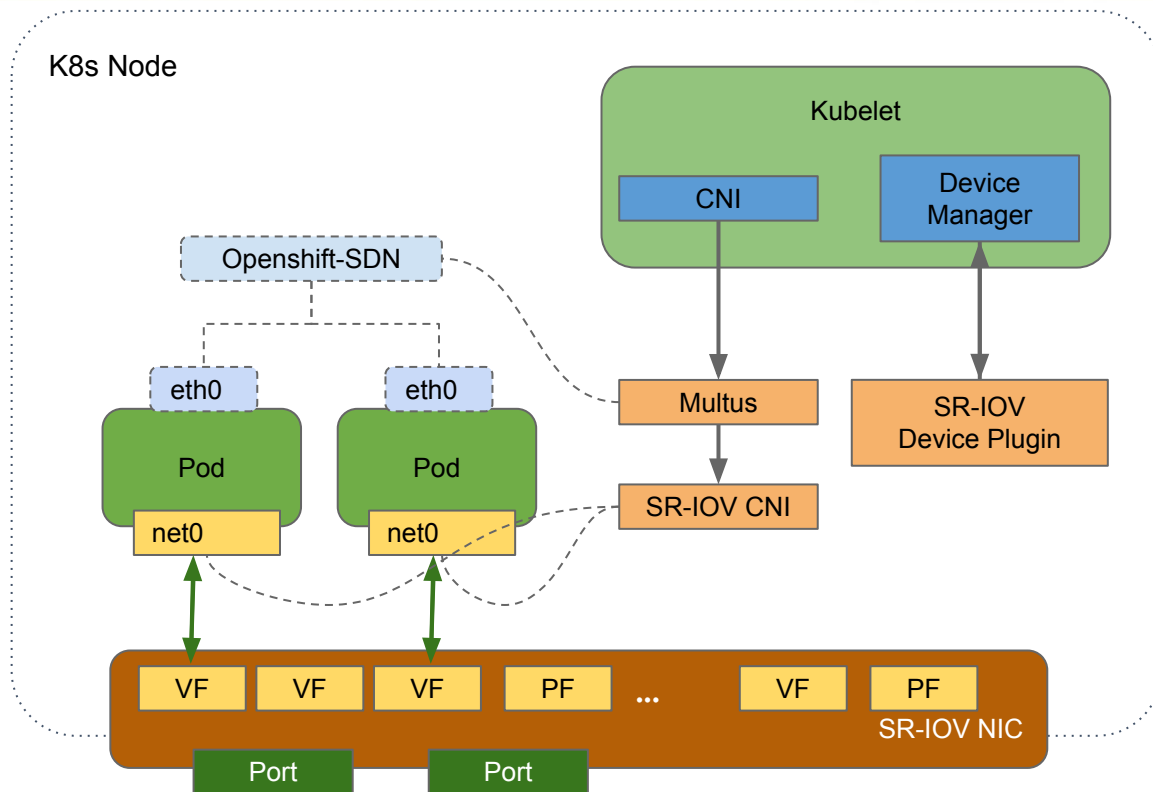 K8s Node
Kubelet
CNI
Device
Manager
Openshift-SDN
eth0
eth0
Multus
SR-IOV
Device Plugin
Pod
Pod
SR-IOV CNI
net0
net0
VF
VF
VF
PF
...
VF
PF
SR-IOV NIC
Port
Port